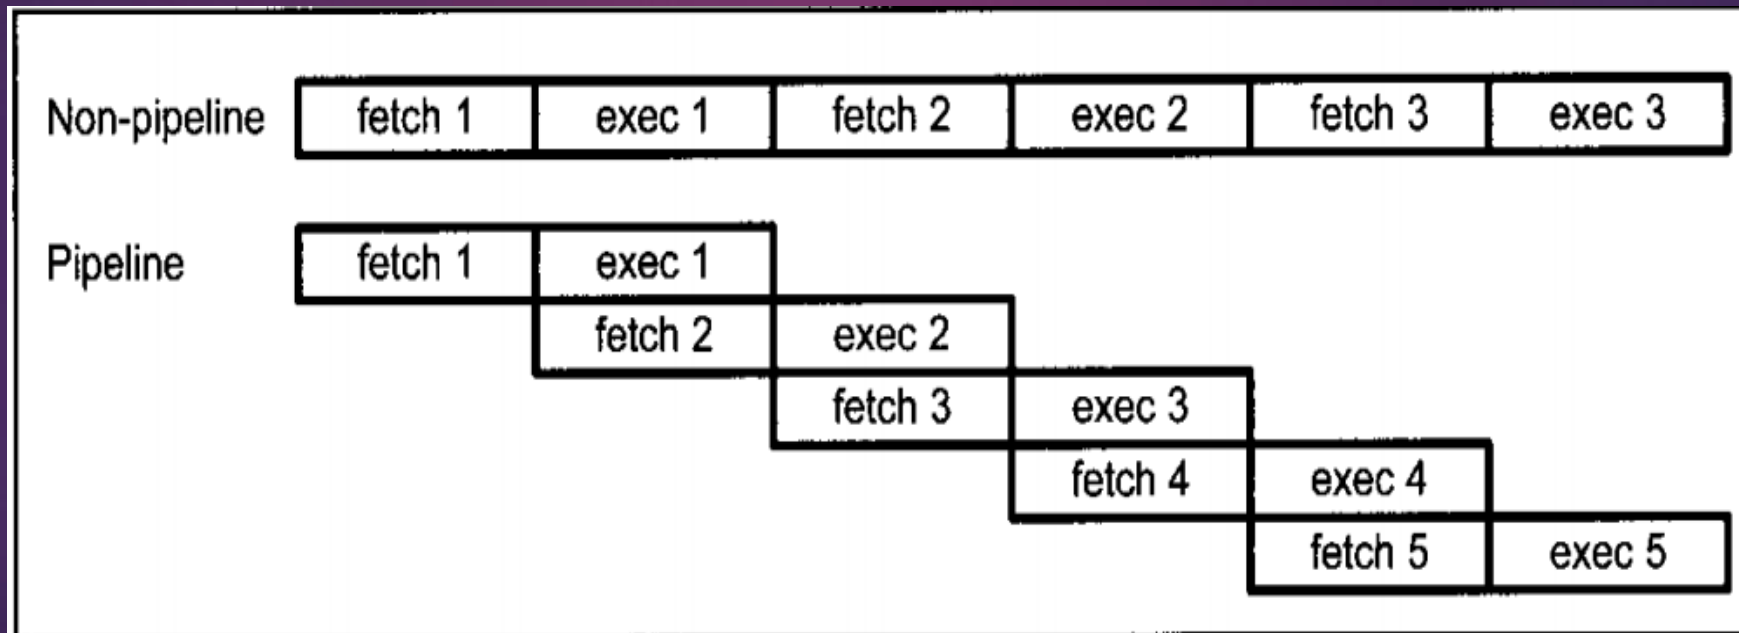 Non-pipeline fetch 1 exec 1 fetch 2 exec 2 fetch 3 exec 3
Pipeline fetch 1 exec 1
fetch 2 exec 2
fetch 3 exec 3
fetch 4 exec 4
fetch 5 exec 5